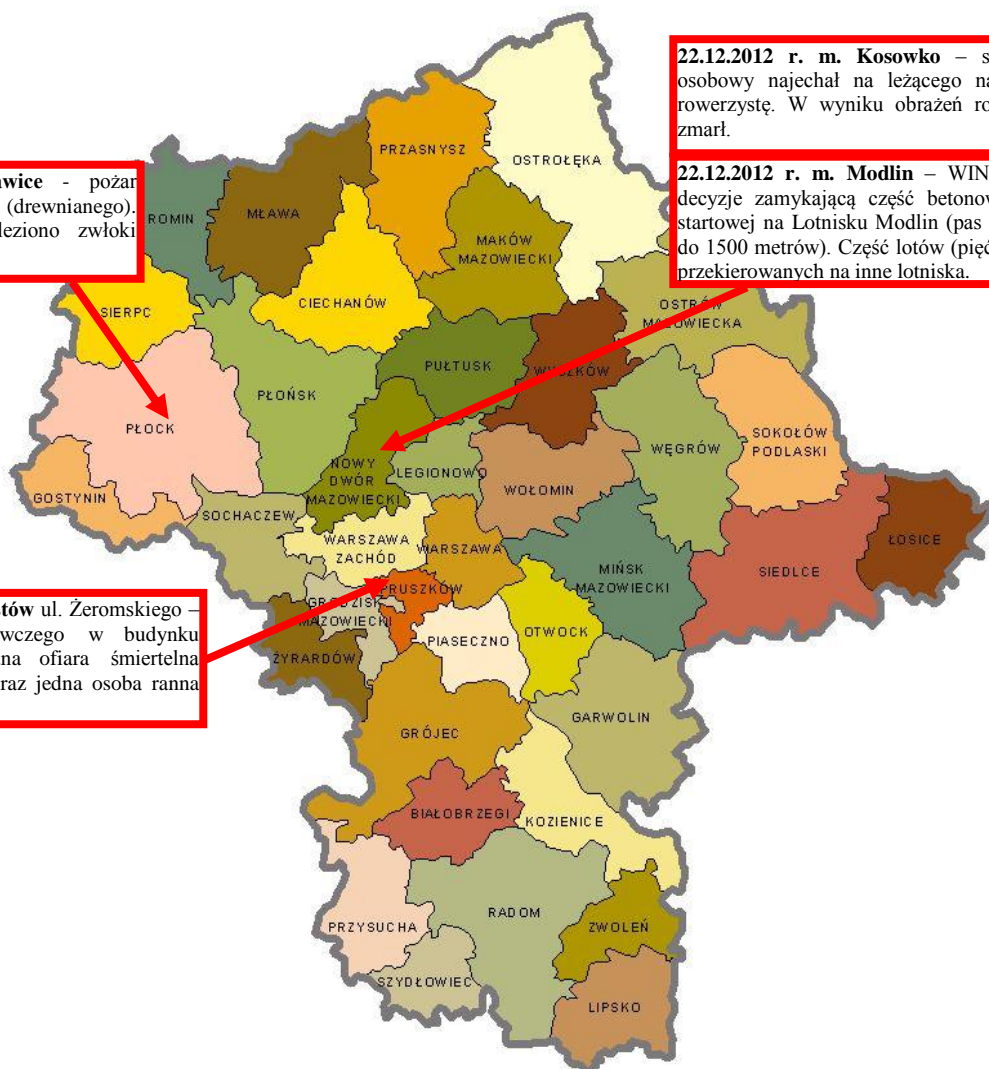 22.12.2012 r. m. Kosowko – s
osobowy najechał na leżącego na
rowerzystę. W wyniku obrażeń ro
zmarł.
22.12.2012 r. m. Modlin – WIN
decyzje zamykającą część betonow
startowej na Lotnisku Modlin (pas
do 1500 metrów). Część lotów (pięć
przekierowanych na inne lotniska.
wice - pożar
(drewnianego).
leziono zwłoki
PRZASNYSZ
OSTROŁĘKA
ROMIN
MŁAWA
MAKÓW
MAZOWIECKI
CIECHANÓW
SIERPC
OSTRÓW
MAZOWIECKA
PUŁTUSK
WYSZKÓW
PŁOŃSK
PŁOCK
SOKOŁÓW
PODLASKI
WĘGRÓW
NOWY
DWÓR
MAZOWIECKI
LEGIONOWO
GOSTYNIN
WOŁOMIN
SOCHACZEW
WARSZAWA
ZACHÓD
WARSZAWA
ŁOSICE
SIEDLCE
MIŃSK
MAZOWIECKI
PRUSZKÓW
GRODZISK
MAZOWIECKI
PIASECZNO
OTWOCK
ŻYRARDÓW
stów ul. Żeromskiego –
wczego w budynku
ana ofiara śmiertelna
raz jedna osoba ranna
GARWOLIN
GRÓJEC
BIAŁOBRZEGI
KOZIENICE
RADOM
PRZYSUCHA
ZWOLEŃ
SZYDŁOWIEC
LIPSKO